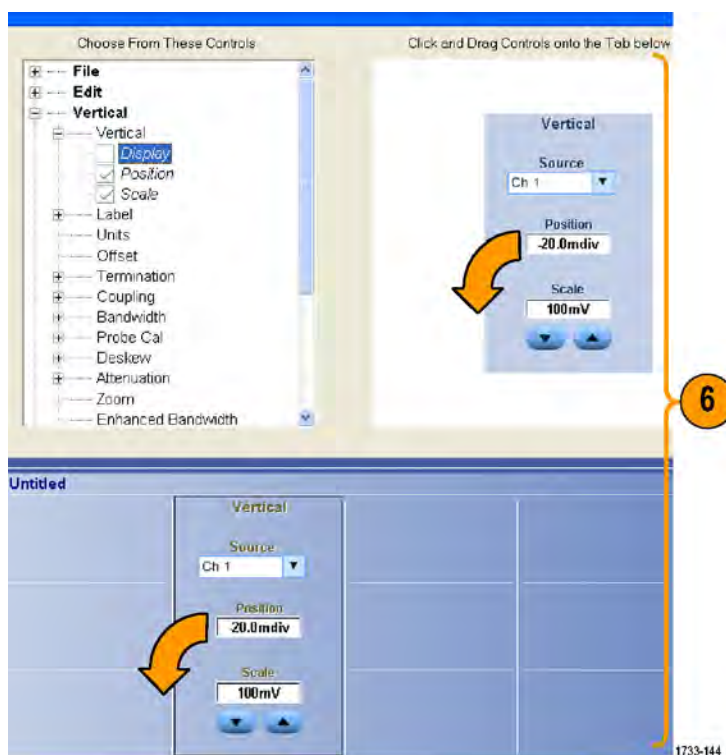 Choose From These Controls
Click and Drag Controls onto the Tab below
File
Edit
Vertical
Vertical
Display
Position
Scale
Label
Units
Offset
Termination
Coupling
Bandwidth
Probe Cal
Deskew
Attenuation
Zoom
Enhanced Bandwidth
Vertical
Source
Ch 1
Position
-20.0mdiv
Scale
100mV
6
Untitled
Vertical
Source
Ch 1
Position
-20.0mdiv
Scale
100mV
1733-144